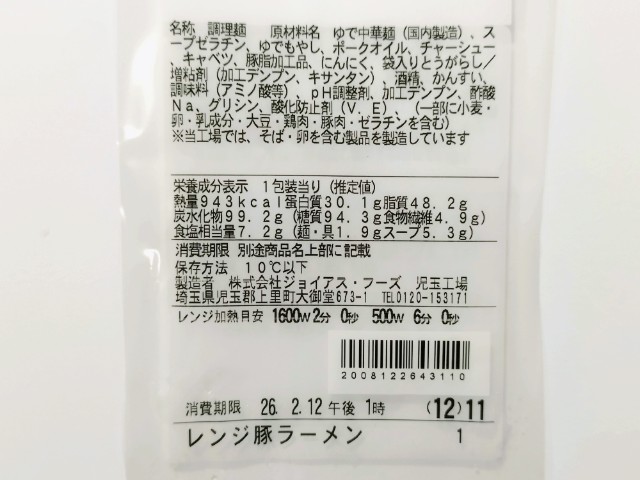 名称　調理麺　　原材料名　ゆで中華麺（国内製造）、ス
ープゼラチン、ゆでもやし、ポークオイル、チャーシュー
、キャベツ、豚脂加工品、にんにく、袋入りとうがらし／
増粘剤（加工デンプン、キサンタン）、酒精、かんすい、
調味料（アミノ酸等）、ｐＨ調整剤、加工デンプン、酢酸
Ｎａ、グリシン、酸化防止剤（Ｖ．Ｅ）、（一部に小麦・
卵・乳成分・大豆・鶏肉・豚肉・ゼラチンを含む）
※当工場では、そば・卵を含む製品を製造しています
栄養成分表示　１包装当り（推定値）
熱量９４３kcal蛋白質３０.１g脂質４８.２g
炭水化物９９.２g（糖質９４.３g食物繊維４.９g）
食塩相当量７.２g（麺・具１.９gスープ５.３g）
消費期限　別途商品名上部に記載
保存方法　１０℃以下
製造者　株式会社ジョイアス・フーズ　児玉工場
埼玉県児玉郡上里町大御堂673-1　TEL0120-153171
レンジ加熱目安　1600W 2分　0秒　500W　6分　0秒
2008122643110
消費期限　26. 2.12 午後 1時　(12)11
レンジ豚ラーメン　1